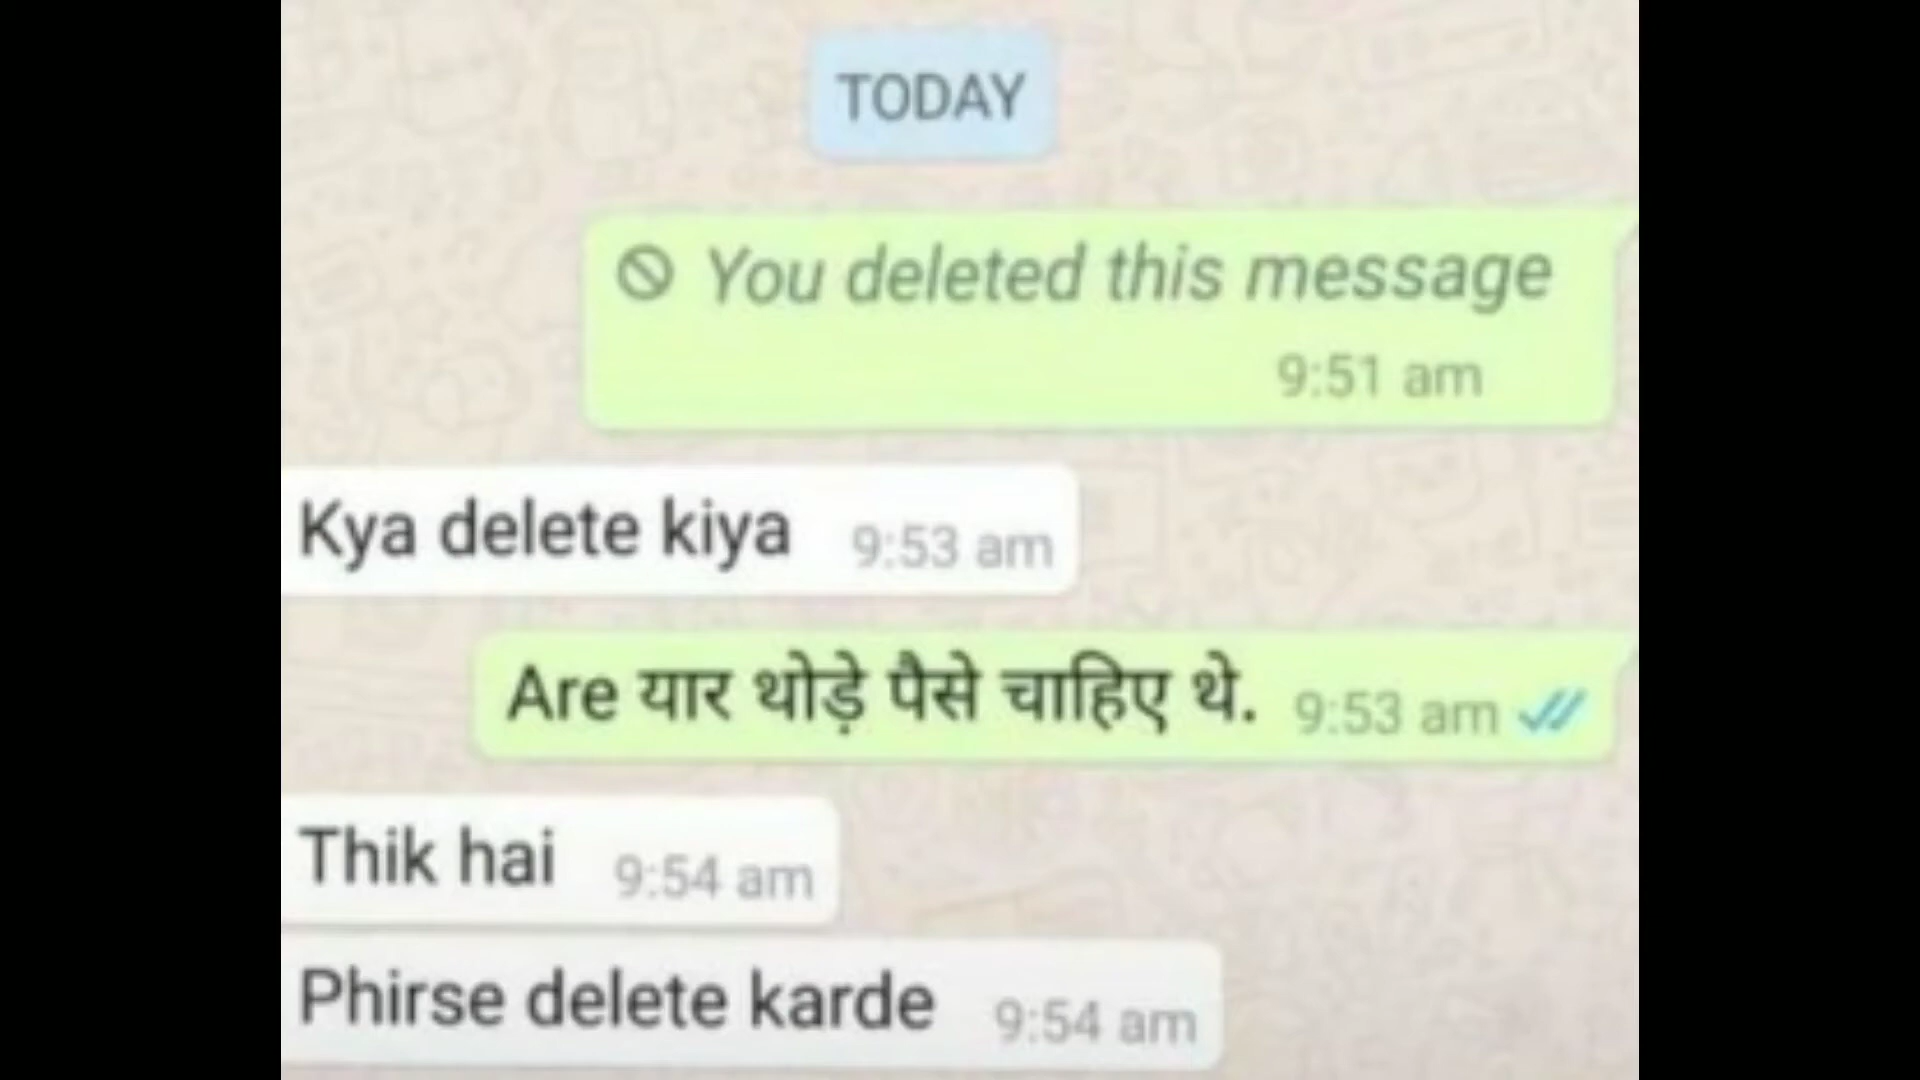 TODAY
You deleted this message
9:51 am
Kya delete kiya 9:53 am
Are यार थोड़े पैसे चाहिए थे. 9:53 am
Thik hai 9:54 am
Phirse delete karde 9:54 am